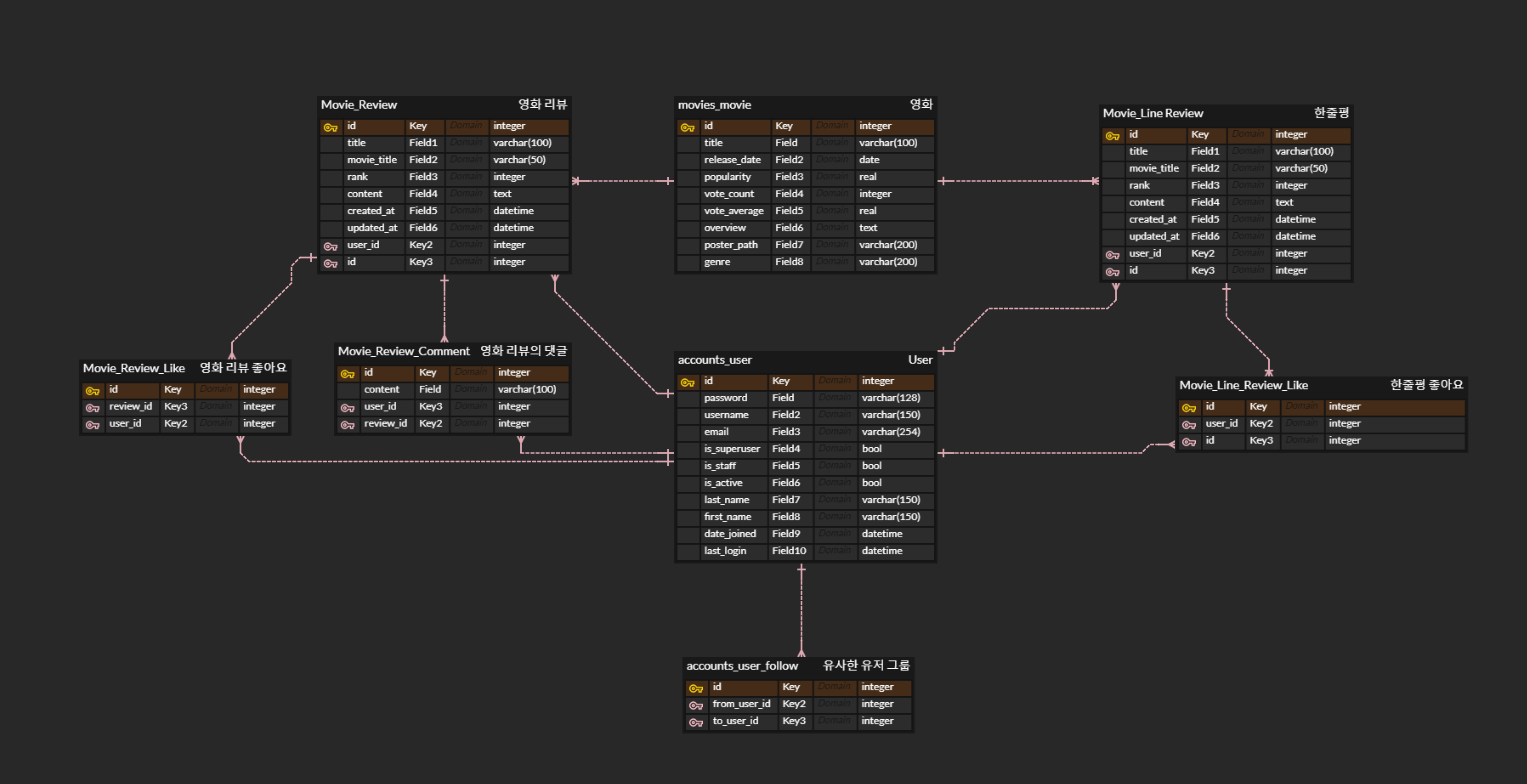 Movie_Review 영화 리뷰
id Key Domain integer
title Field1 Domain varchar(100)
movie_title Field2 Domain varchar(50)
rank Field3 Domain integer
content Field4 Domain text
created_at Field5 Domain datetime
updated_at Field6 Domain datetime
user_id Key2 Domain integer
id Key3 Domain integer
movies_movie 영화
id Key Domain integer
title Field Domain varchar(100)
release_date Field2 Domain date
popularity Field3 Domain real
vote_count Field4 Domain integer
vote_average Field5 Domain real
overview Field6 Domain text
poster_path Field7 Domain varchar(200)
genre Field8 Domain varchar(200)
Movie_Line Review 한줄평
id Key Domain integer
title Field1 Domain varchar(100)
movie_title Field2 Domain varchar(50)
rank Field3 Domain integer
content Field4 Domain text
created_at Field5 Domain datetime
updated_at Field6 Domain datetime
user_id Key2 Domain integer
id Key3 Domain integer
Movie_Review_Like 영화 리뷰 좋아요
id Key Domain integer
review_id Key3 Domain integer
user_id Key2 Domain integer
Movie_Review_Comment 영화 리뷰의 댓글
id Key Domain integer
content Field Domain varchar(100)
user_id Key3 Domain integer
review_id Key2 Domain integer
accounts_user User
id Key Domain integer
password Field Domain varchar(128)
username Field2 Domain varchar(150)
email Field3 Domain varchar(254)
is_superuser Field4 Domain bool
is_staff Field5 Domain bool
is_active Field6 Domain bool
last_name Field7 Domain varchar(150)
first_name Field8 Domain varchar(150)
date_joined Field9 Domain datetime
last_login Field10 Domain datetime
Movie_Line_Review_Like 한줄평 좋아요
id Key Domain integer
user_id Key2 Domain integer
id Key3 Domain integer
accounts_user_follow 유사한 유저 그룹
id Key Domain integer
from_user_id Key2 Domain integer
to_user_id Key3 Domain integer